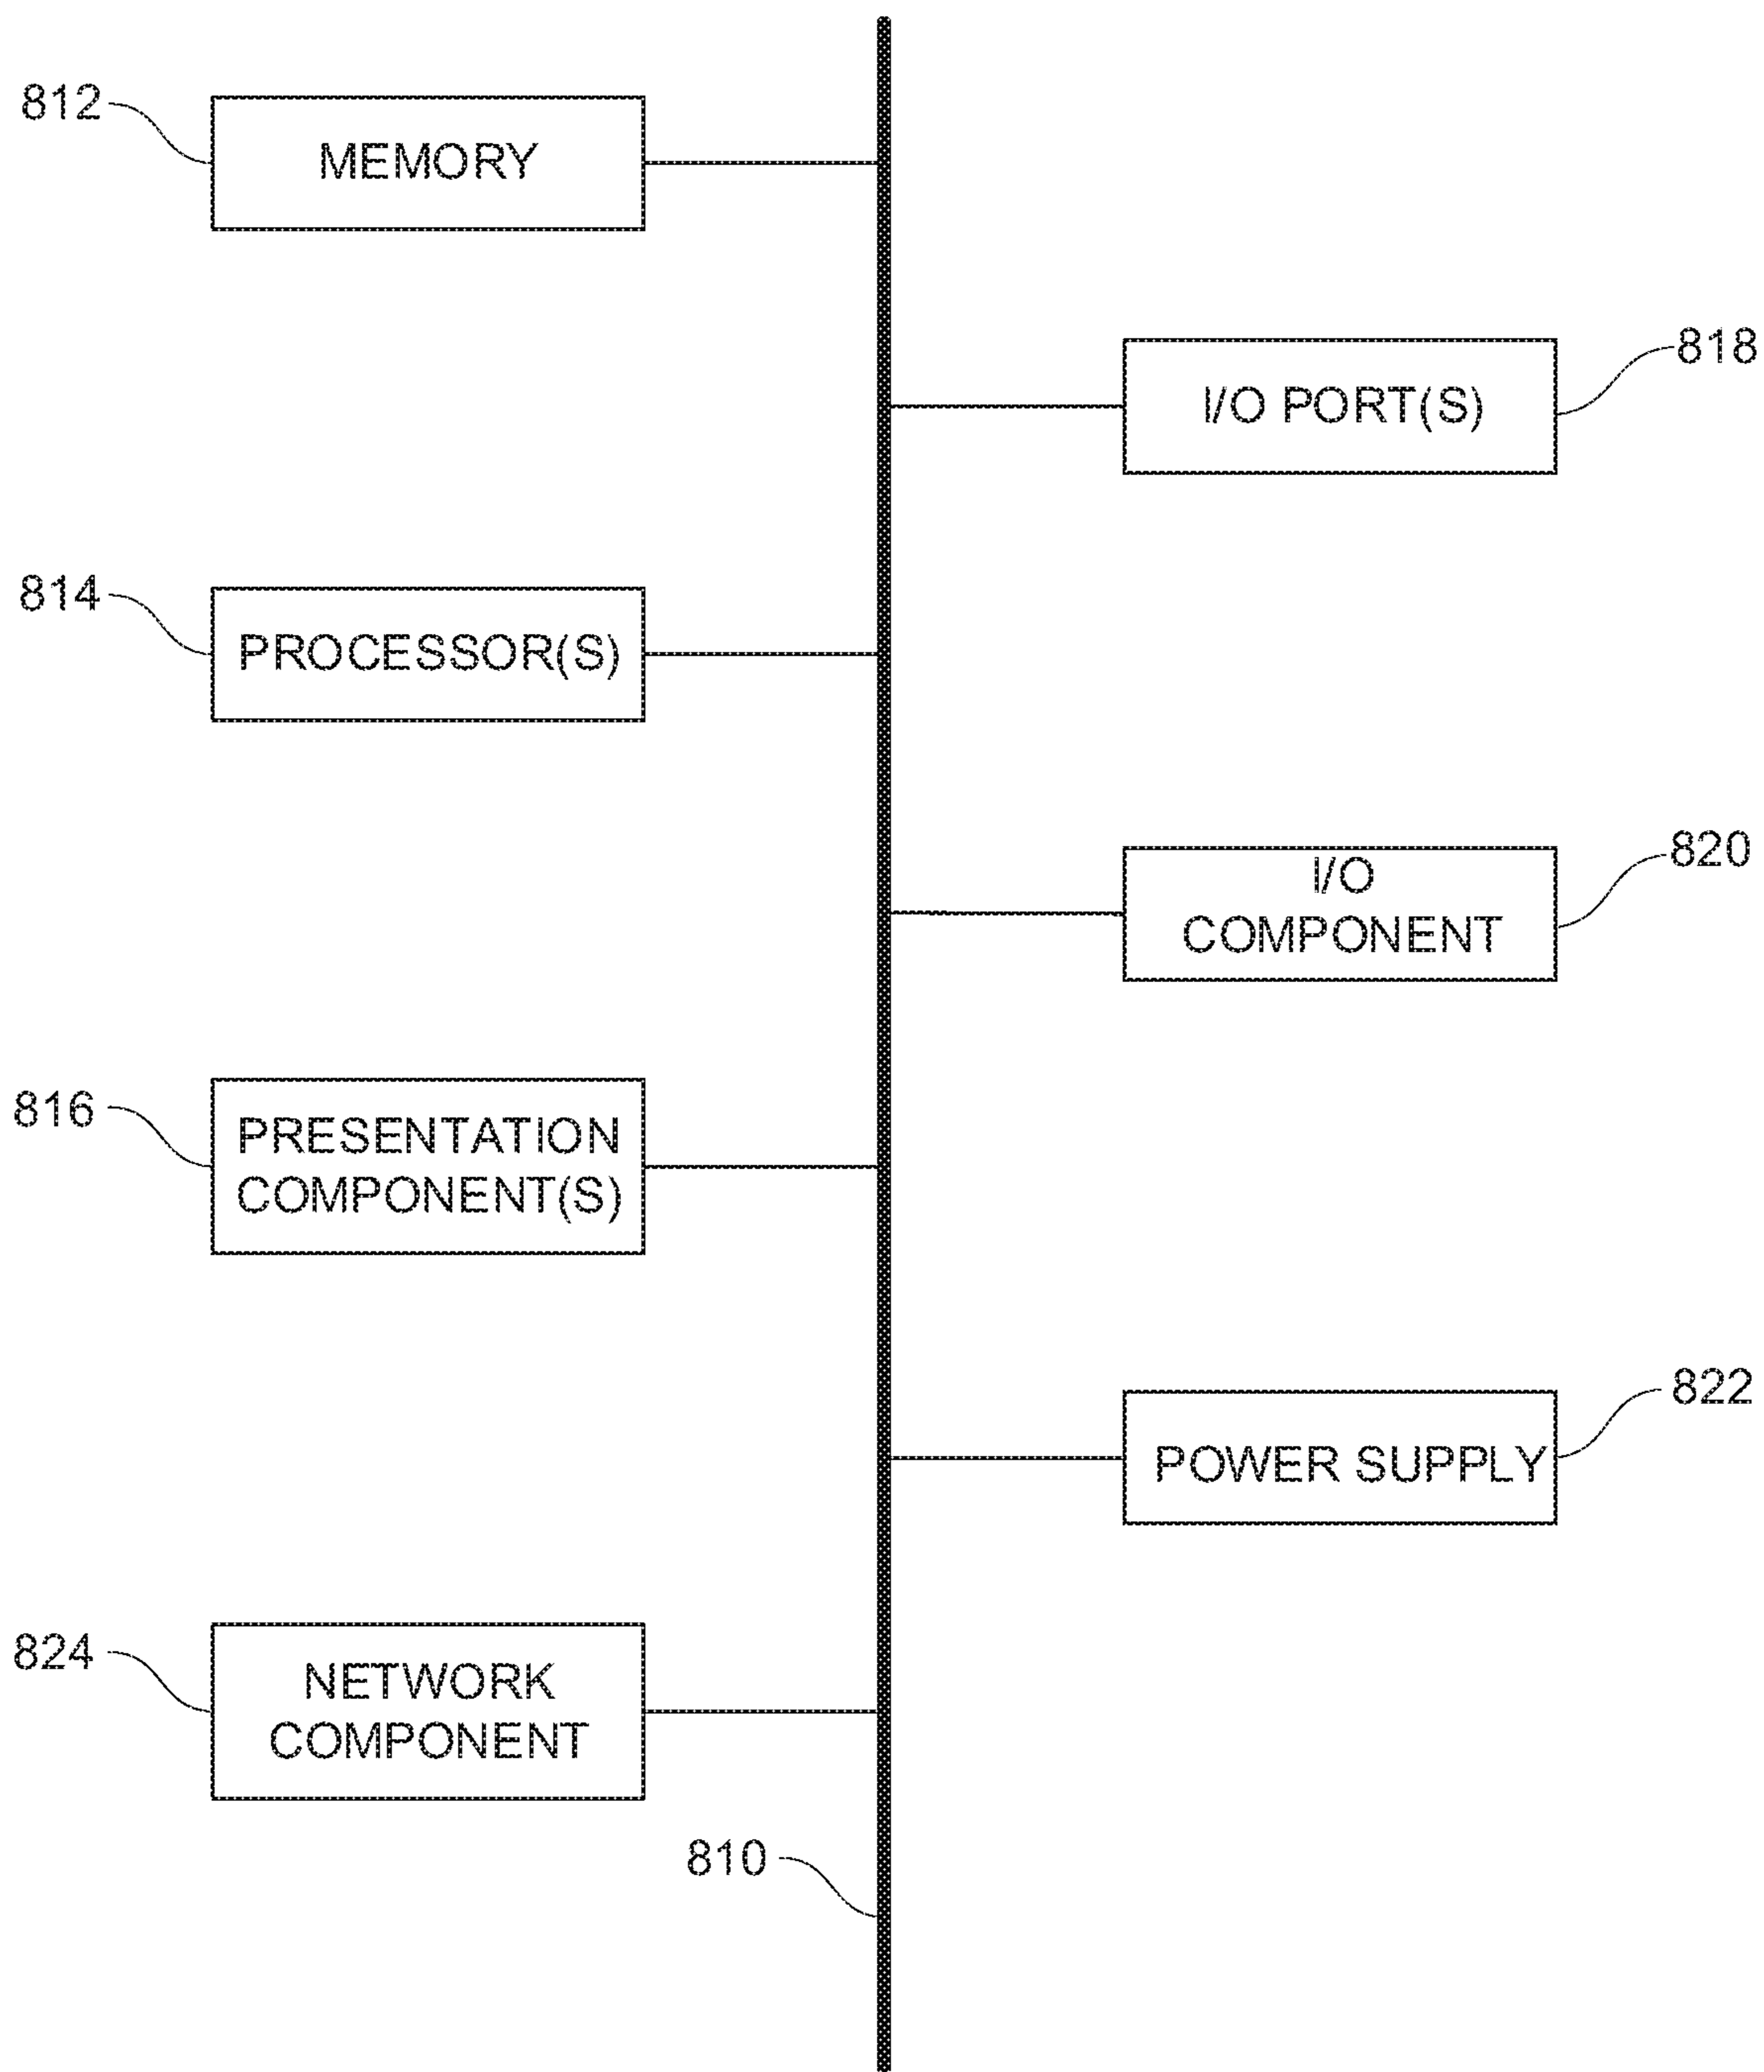 812
MEMORY
818
I/O PORT(S)
814
PROCESSOR(S)
820
I/O
COMPONENT
816
PRESENTATION
COMPONENT(S)
822
POWER SUPPLY
824
NETWORK
COMPONENT
810